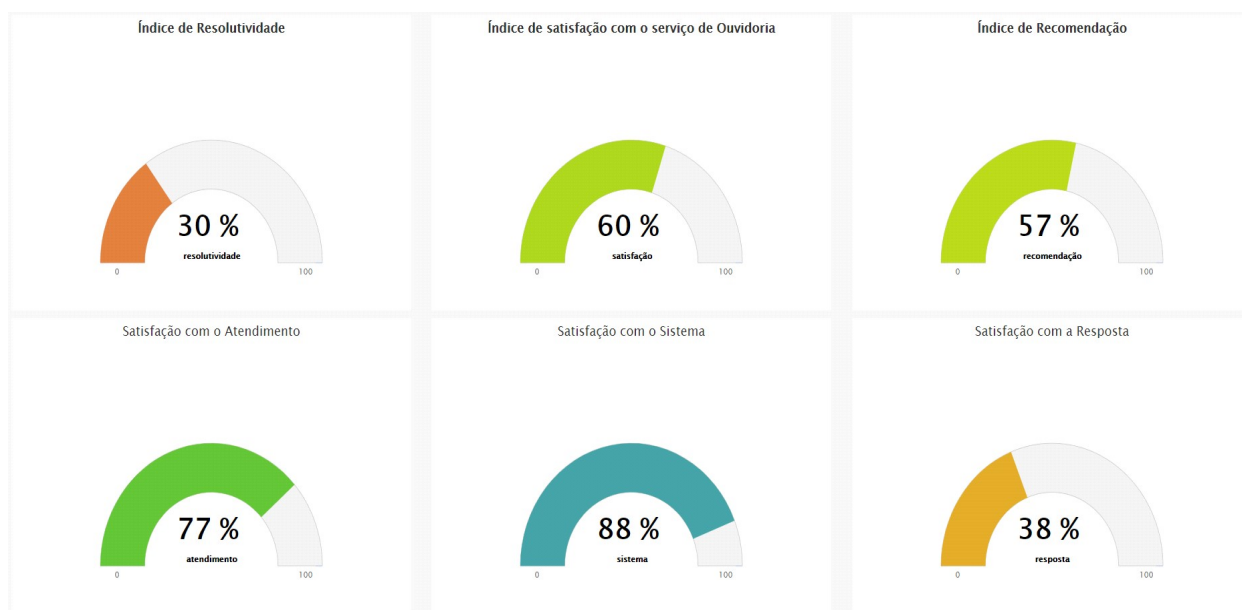 Índice de Resolutividade
Índice de satisfação com o serviço de Ouvidoria
Índice de Recomendação
30 %
resolutividade
0
100
60 %
satisfação
0
100
57 %
recomendação
0
100
Satisfação com o Atendimento
Satisfação com o Sistema
Satisfação com a Resposta
77 %
atendimento
0
100
88 %
sistema
0
100
38 %
resposta
0
100